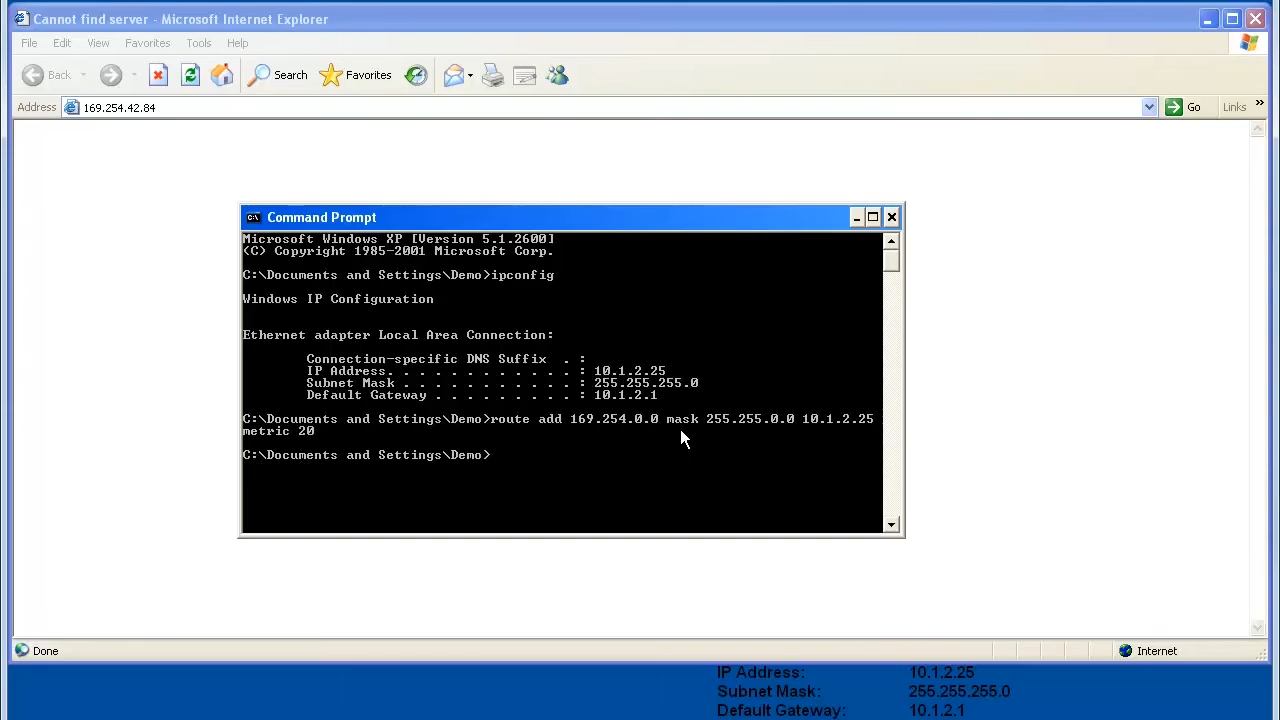 Cannot find server - Microsoft Internet Explorer
File Edit View Favorites Tools Help
Back Search Favorites
Address 169.254.42.84 Go Links »
C:\ Command Prompt
Microsoft Windows XP [Version 5.1.2600]
(C) Copyright 1985-2001 Microsoft Corp.
C:\Documents and Settings\Demo>ipconfig
Windows IP Configuration
Ethernet adapter Local Area Connection:
Connection-specific DNS Suffix . :
IP Address. . . . . . . . . . . . : 10.1.2.25
Subnet Mask . . . . . . . . . . . : 255.255.255.0
Default Gateway . . . . . . . . . : 10.1.2.1
C:\Documents and Settings\Demo>route add 169.254.0.0 mask 255.255.0.0 10.1.2.25
metric 20
C:\Documents and Settings\Demo>
Done Internet
IP Address: 10.1.2.25
Subnet Mask: 255.255.255.0
Default Gateway: 10.1.2.1